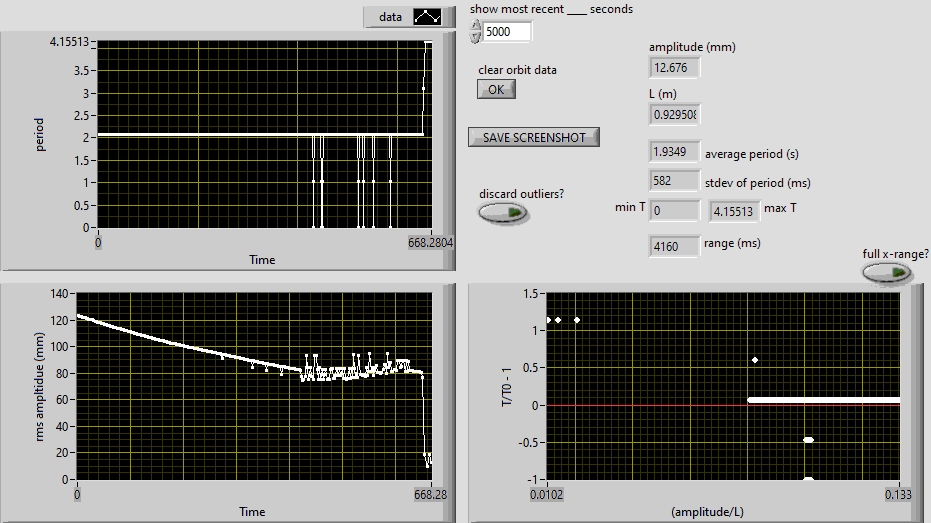 data
show most recent ____ seconds
5000
clear orbit data
OK
SAVE SCREENSHOT
discard outliers?
amplitude (mm)
12.676
L (m)
0.929508
1.9349 average period (s)
582 stdev of period (ms)
min T 0 4.15513 max T
4160 range (ms)
full x-range?
period
4.15513
3.5
3
2.5
2
1.5
1
0.5
0
0 668.2804
Time
rms ampltidue (mm)
140
120
100
80
60
40
20
0
0 668.28
Time
T/T0 - 1
1.5
1
0.5
0
-0.5
-1
0.0102 0.133
(amplitude/L)